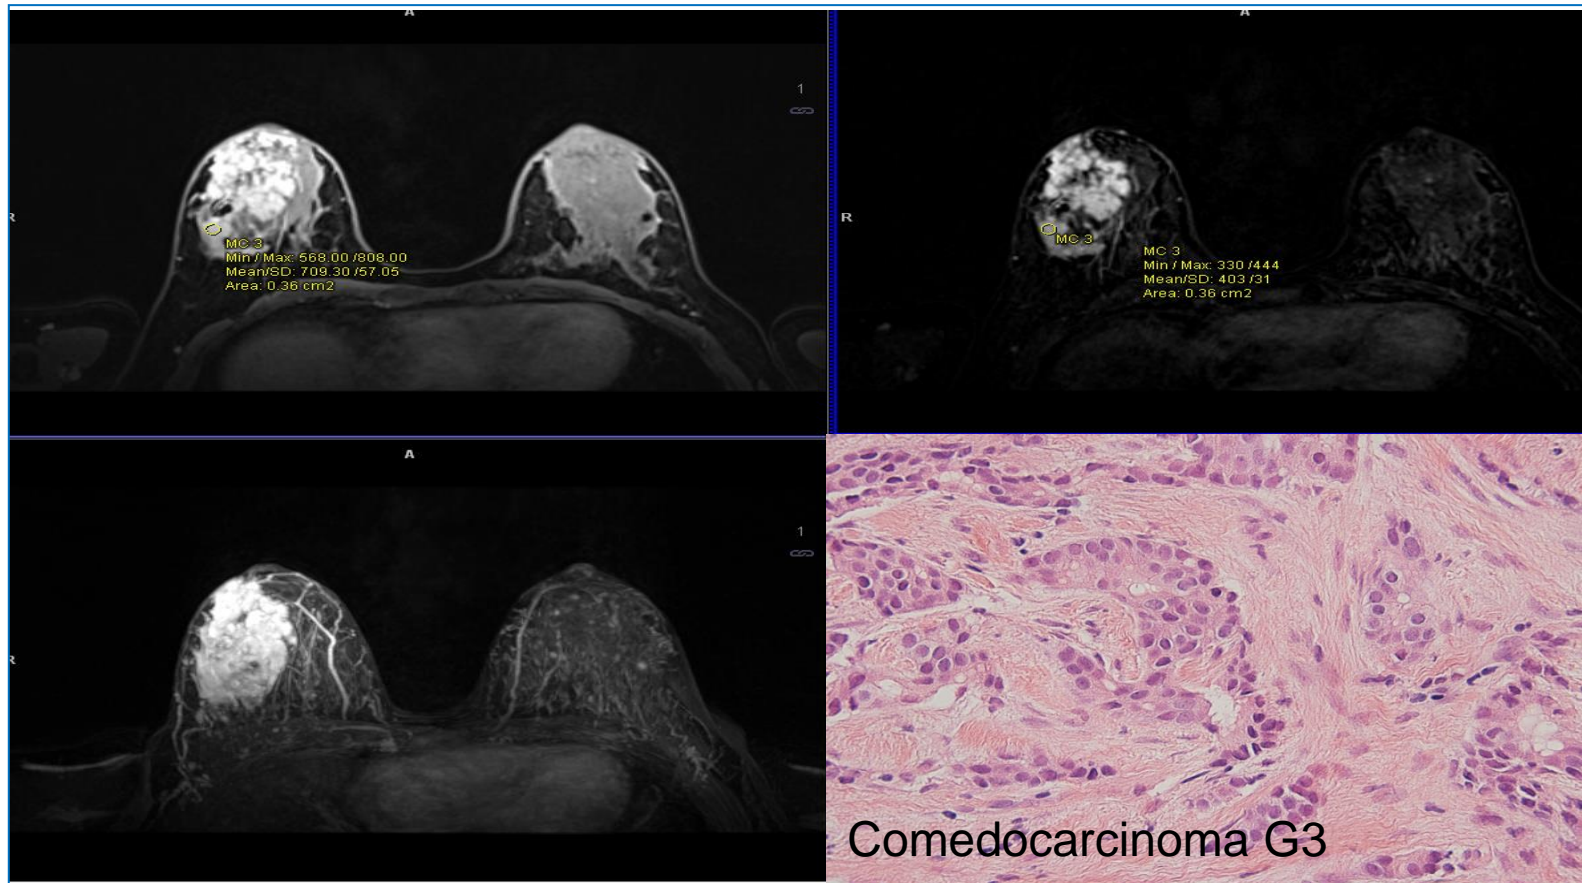 A
1
R
MC 3
Min / Max: 568.00 /808.00
Mean/SD: 709.30 /57.05
Area: 0.36 cm2
A
R
MC 3
MC 3
Min / Max: 330 /444
Mean/SD: 403 /31
Area: 0.36 cm2
A
1
R
Comedocarcinoma G3